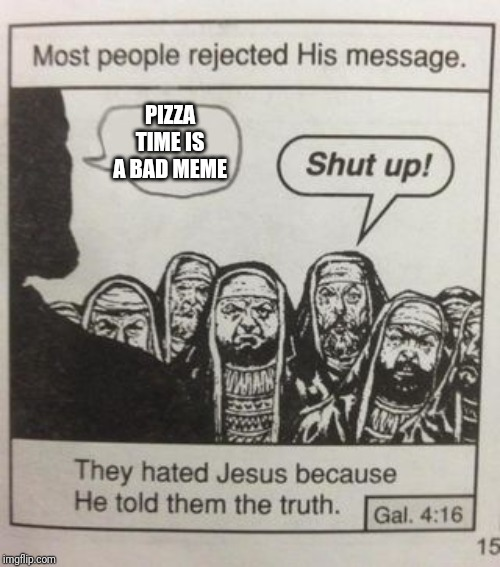 Most people rejected His message.
PIZZA
TIME IS
A BAD MEME
Shut up!
They hated Jesus because
He told them the truth.
Gal. 4:16
15
imgflip.com